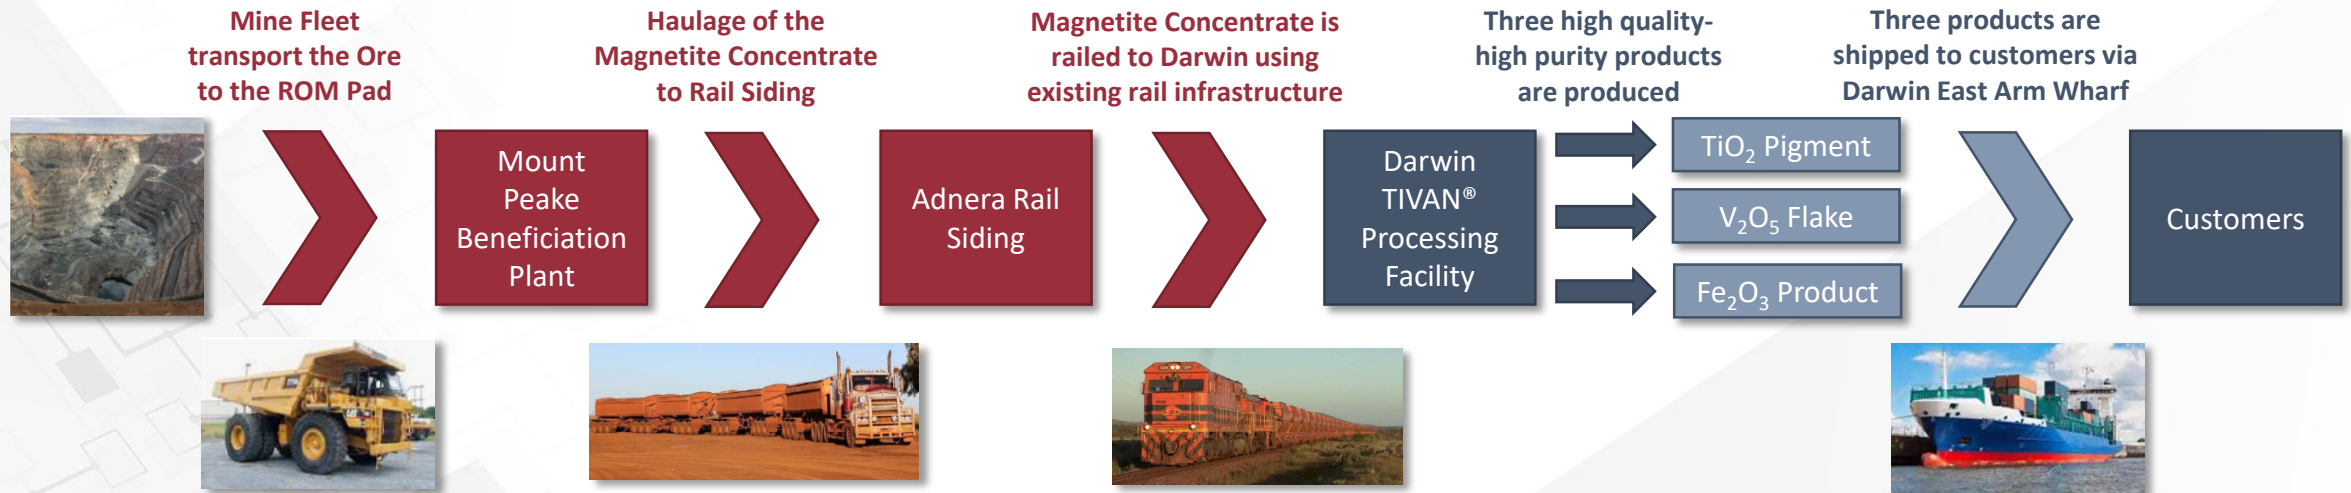 Mine Fleet
transport the Ore
to the ROM Pad
Haulage of the
Magnetite Concentrate
to Rail Siding
Magnetite Concentrate is
railed to Darwin using
existing rail infrastructure
Three high quality-
high purity products
are produced
Three products are
shipped to customers via
Darwin East Arm Wharf
Mount
Peake
Beneficiation
Plant
Adnera Rail
Siding
Darwin
TIVAN®
Processing
Facility
TiO₂ Pigment
V₂O₅ Flake
Fe₂O₃ Product
Customers